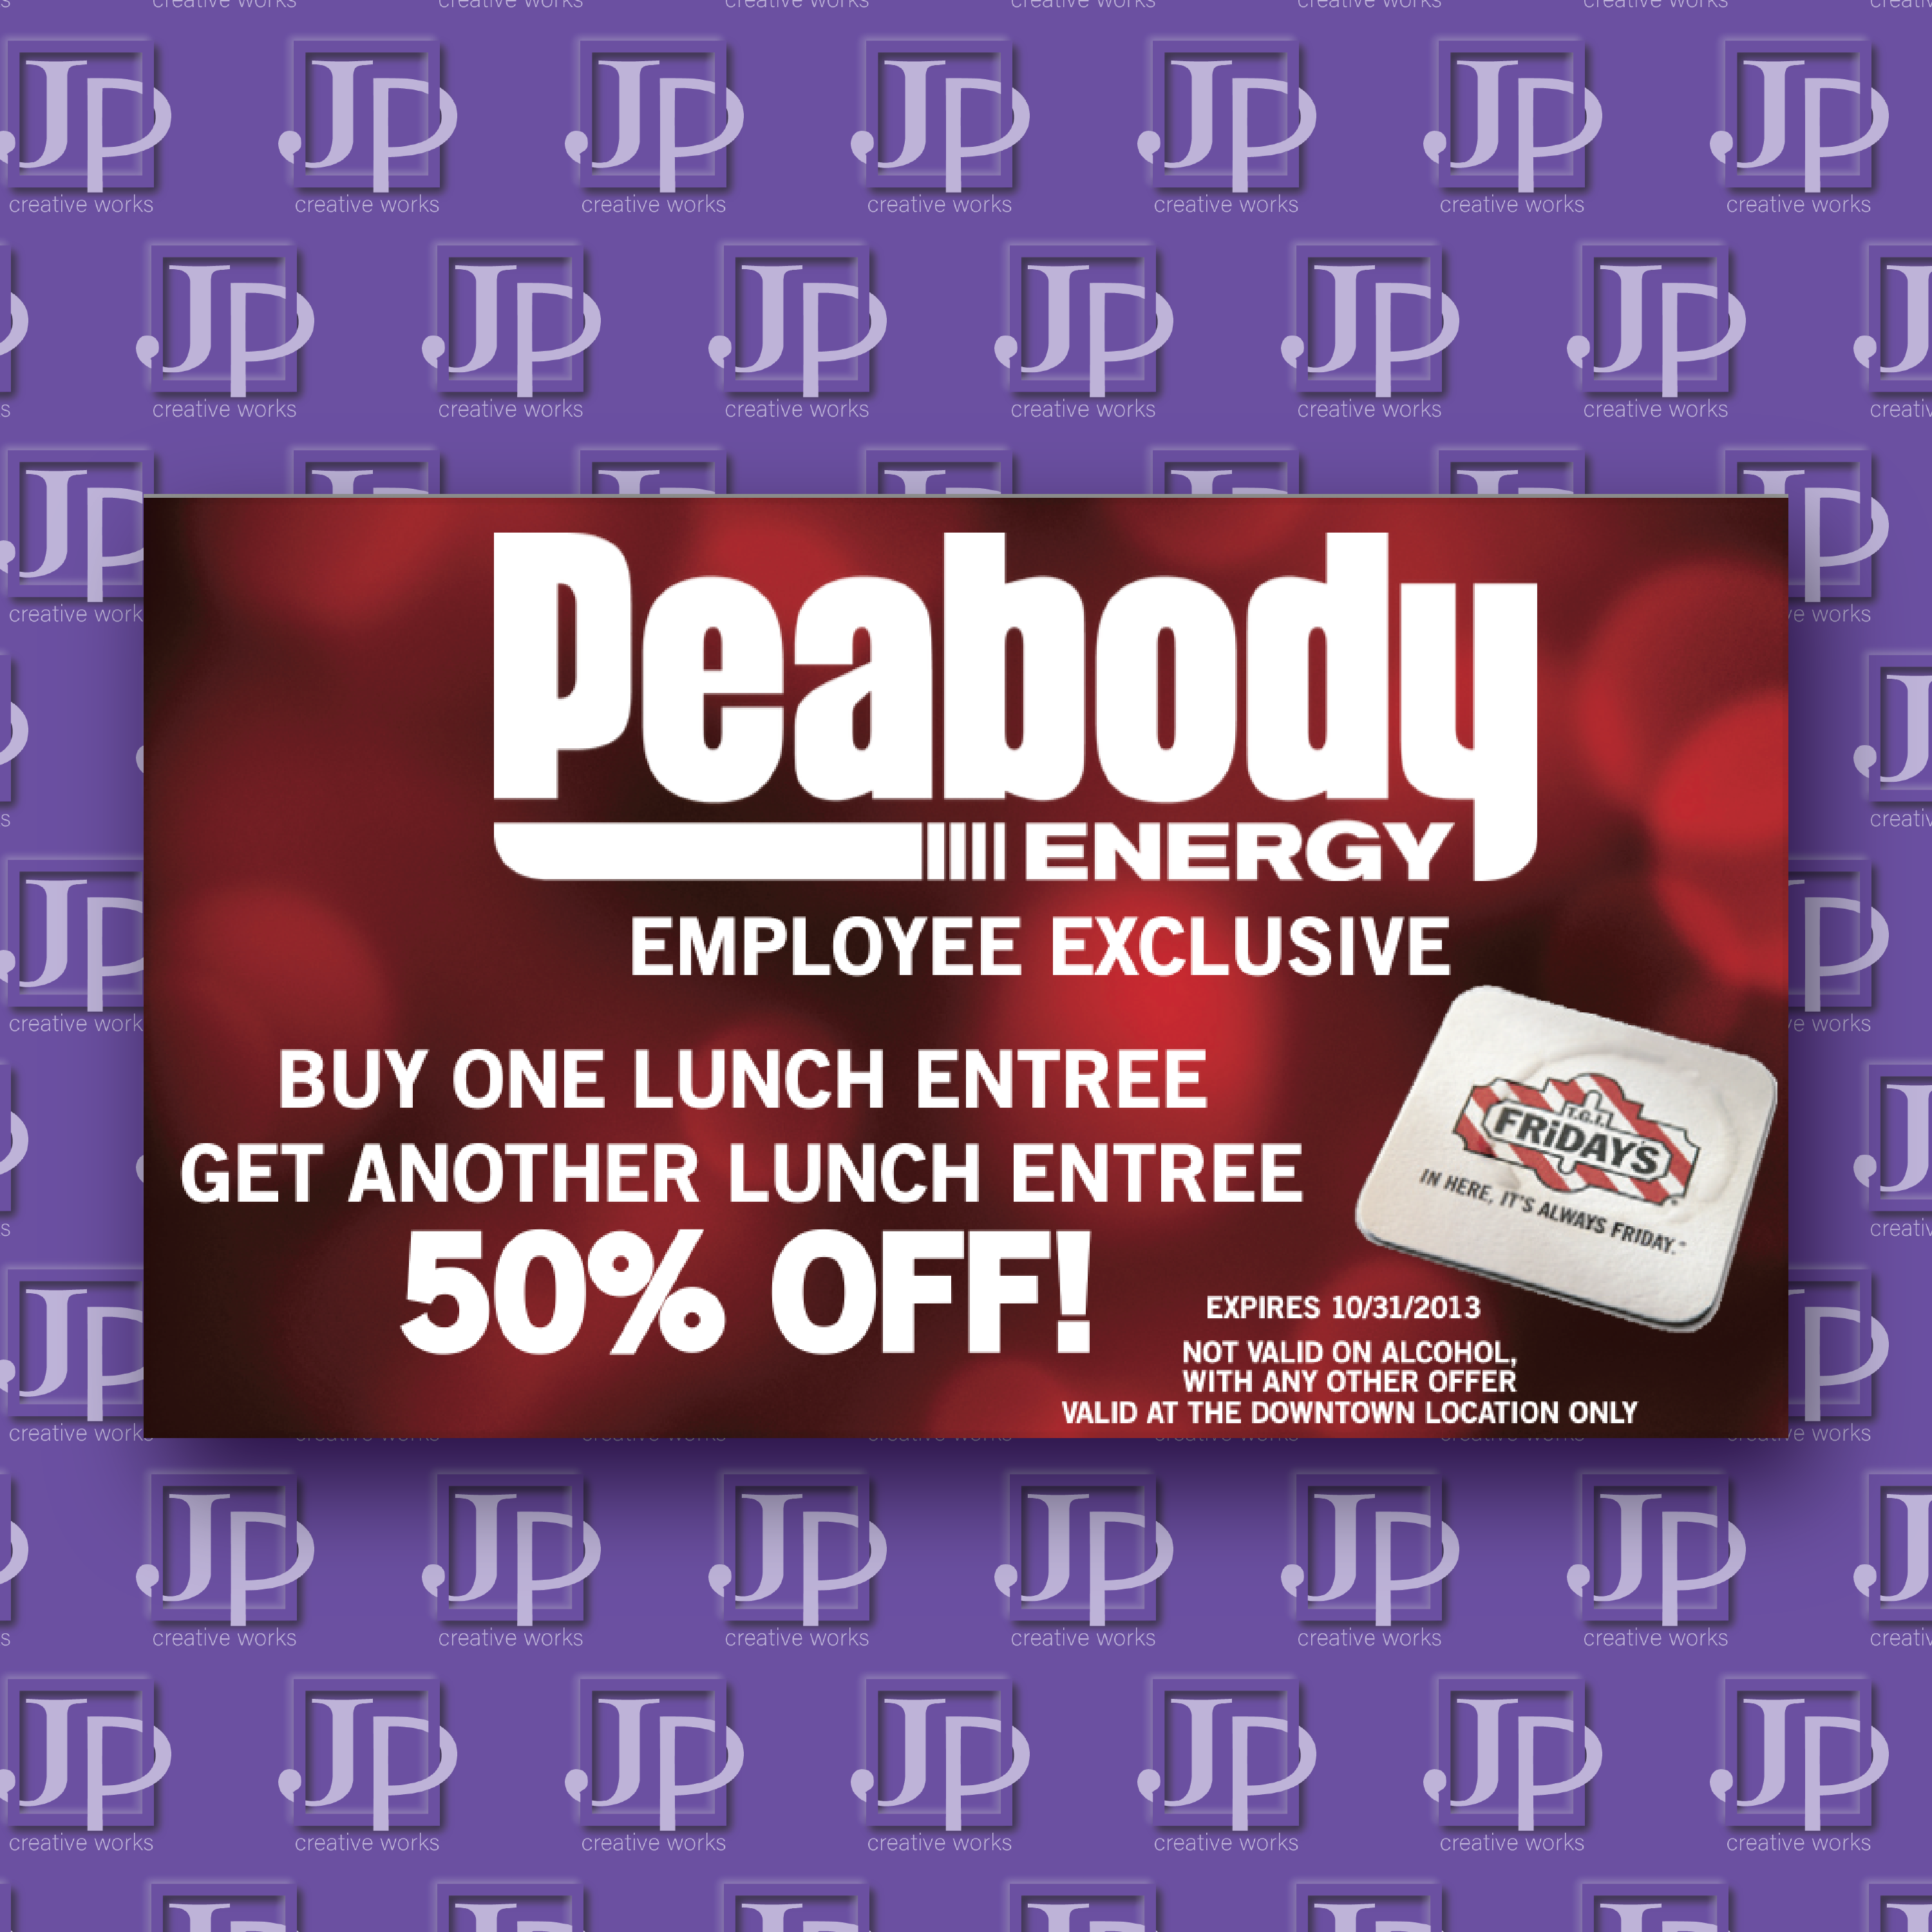 Peabody
ENERGY
EMPLOYEE EXCLUSIVE
BUY ONE LUNCH ENTREE
GET ANOTHER LUNCH ENTREE
50% OFF!
T.G.I.
FRiDAY'S
IN HERE, IT'S ALWAYS FRIDAY.
EXPIRES 10/31/2013
NOT VALID ON ALCOHOL,
WITH ANY OTHER OFFER
VALID AT THE DOWNTOWN LOCATION ONLY
JP
creative works